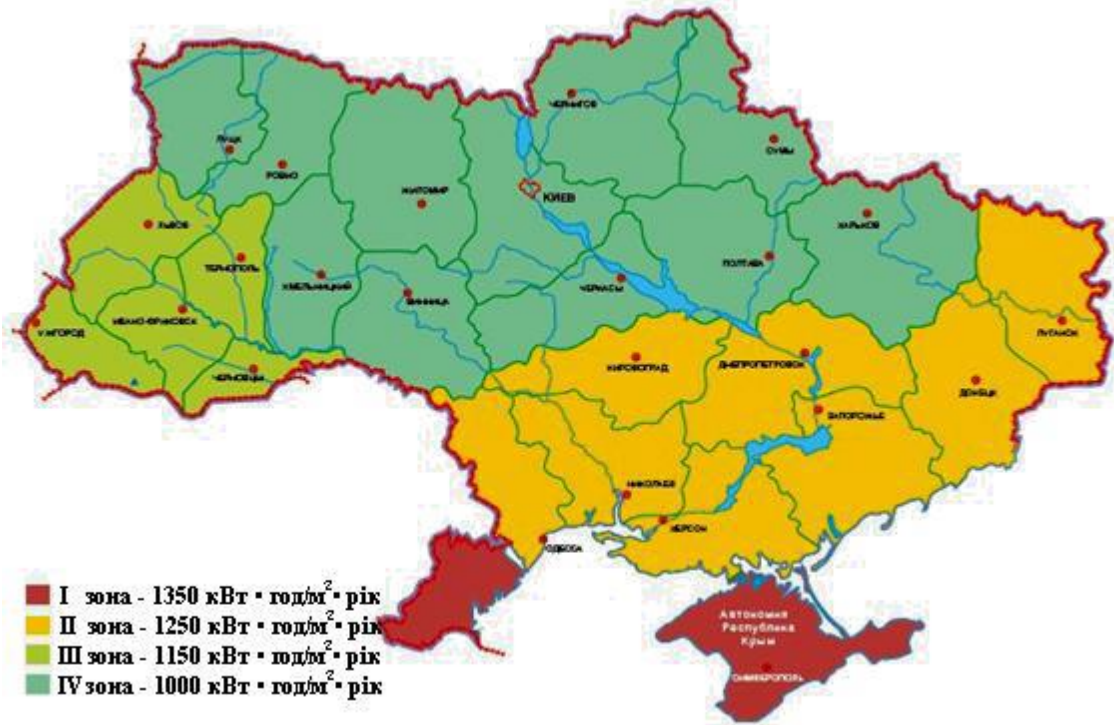 ЧЕРНИГОВ
ЛУЦК
СУМЫ
РОВНО
ЖИТОМИР
КИЕВ
ЛЬВОВ
ХАРЬКОВ
ТЕРНОПОЛЬ
ПОЛТАВА
ХМЕЛЬНИЦКИЙ
ЧЕРКАСЫ
ВИННИЦА
ИВАНО-ФРАНКОВСК
УЖГОРОД
ЛУГАНСК
КИРОВОГРАД
ДНЕПРОПЕТРОВСК
ЧЕРНОВЦЫ
ДОНЕЦК
ЗАПОРОЖЬЕ
НИКОЛАЕВ
ХЕРСОН
ОДЕССА
I зона - 1350 кВт ▪ год/м²▪ рік
II зона - 1250 кВт ▪ год/м²▪ рік
III зона - 1150 кВт ▪ год/м²▪ рік
IV зона - 1000 кВт ▪ год/м²▪ рік
Автономия
Республика
Крым
СИМФЕРОПОЛЬ